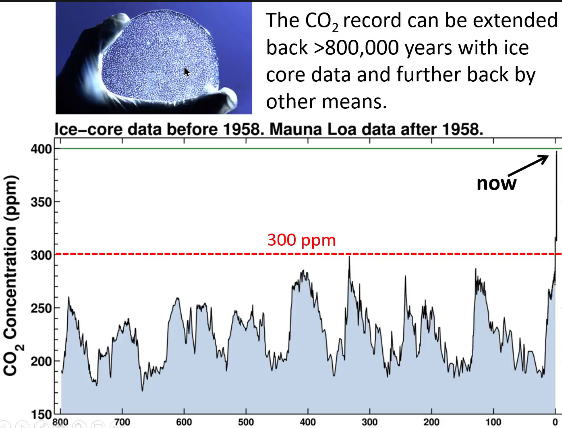 The CO2 record can be extended
back >800,000 years with ice
core data and further back by
other means.
Ice-core data before 1958. Mauna Loa data after 1958.
CO2 Concentration (ppm)
400
350
300
250
200
150
now
300 ppm
800 700 600 500 400 300 200 100 0